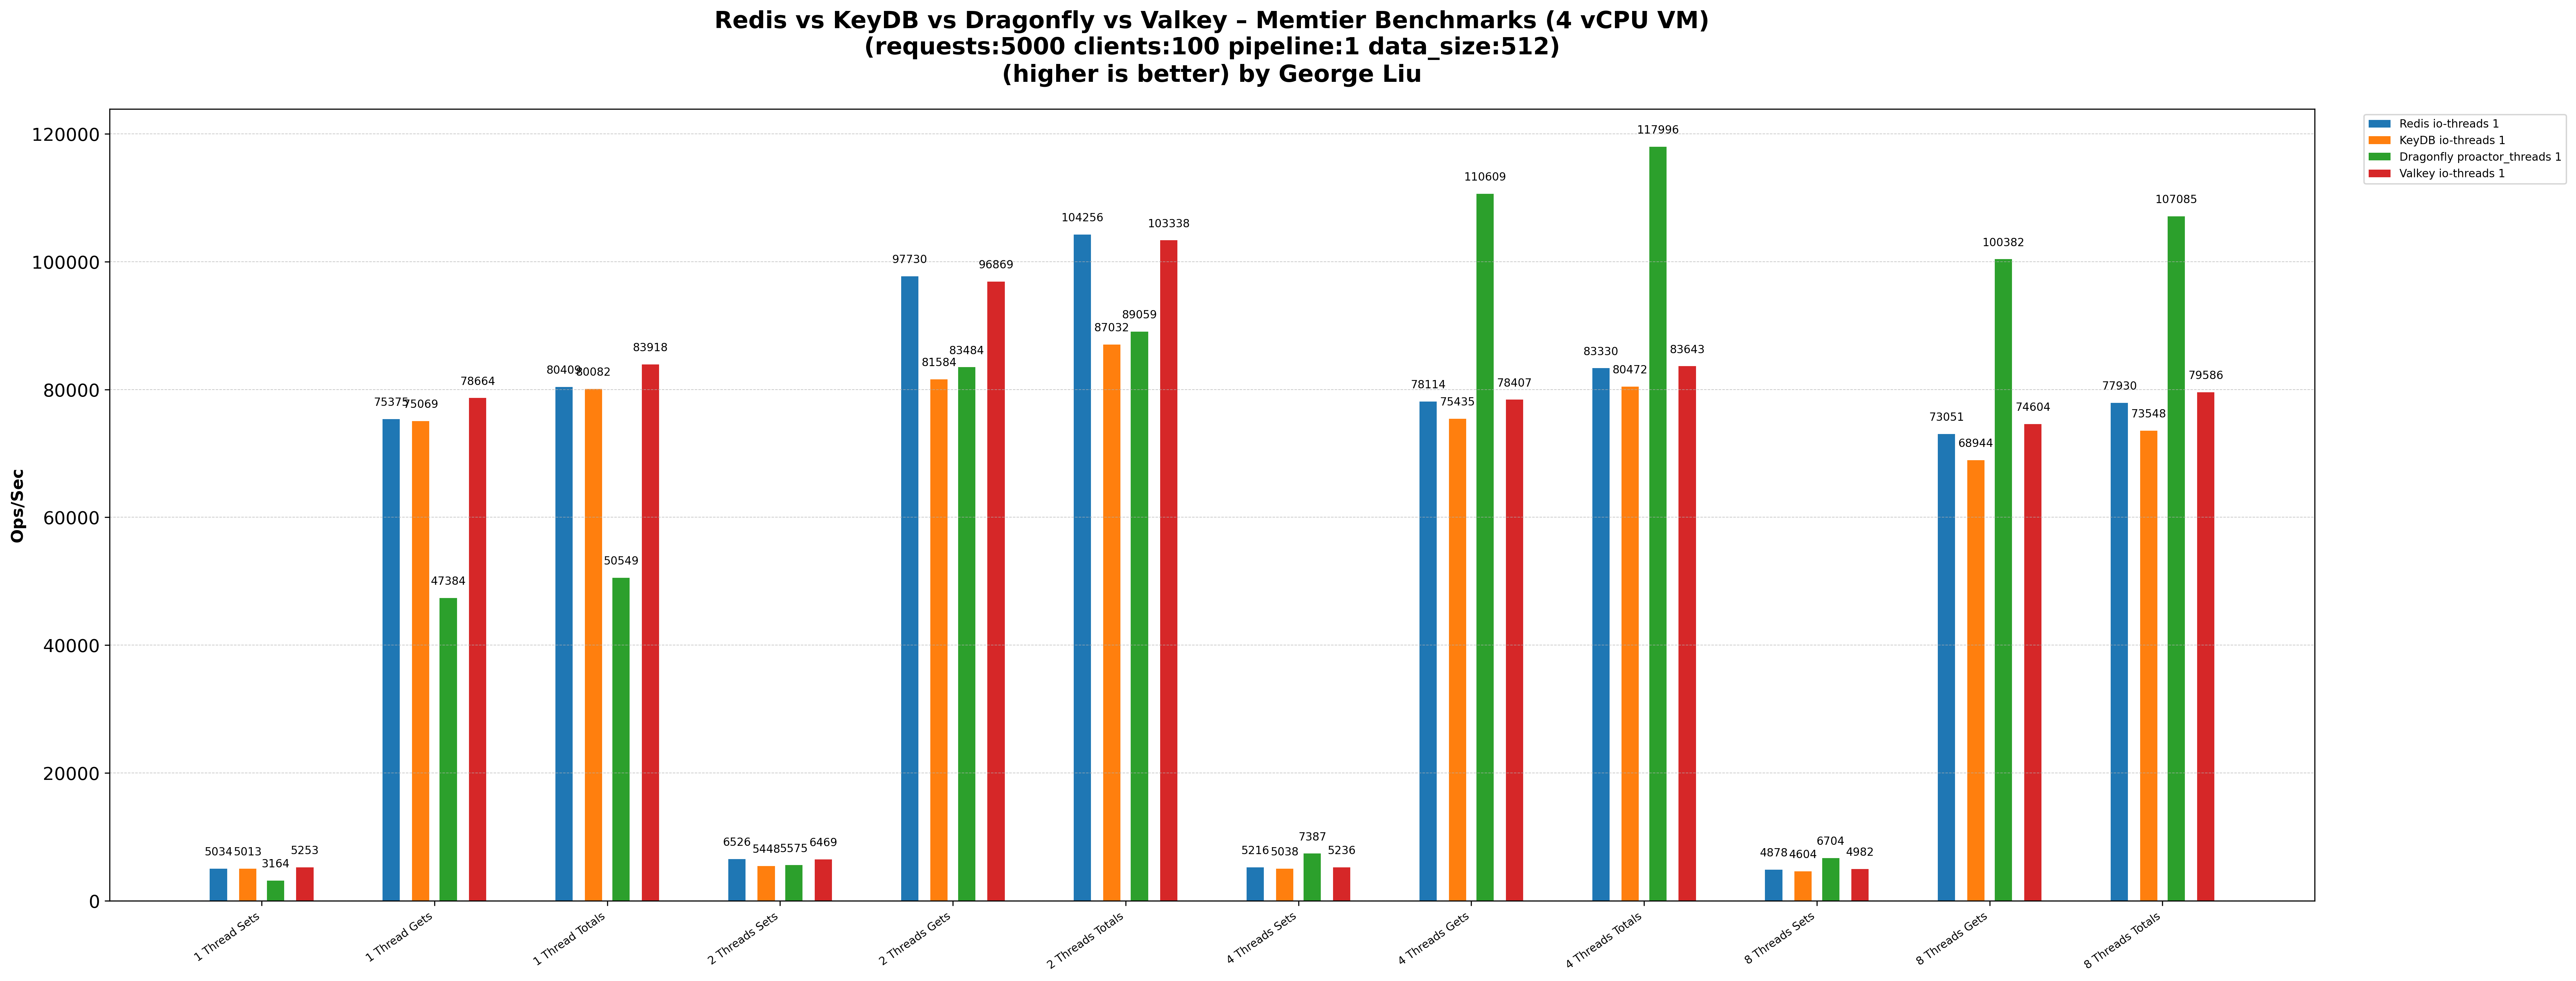 Redis vs KeyDB vs Dragonfly vs Valkey – Memtier Benchmarks (4 vCPU VM)
(requests:5000 clients:100 pipeline:1 data_size:512)
(higher is better) by George Liu
Redis io-threads 1
KeyDB io-threads 1
Dragonfly proactor_threads 1
Valkey io-threads 1
Ops/Sec
120000
100000
80000
60000
40000
20000
0
5034
5013
3164
5253
75375
75069
47384
78664
80409
80082
50549
83918
6526
5448
5575
6469
97730
81584
83484
96869
104256
87032
89059
103338
5216
5038
7387
5236
78114
75435
110609
78407
83330
80472
117996
83643
4878
4604
6704
4982
73051
68944
100382
74604
77930
73548
107085
79586
1 Thread Sets
1 Thread Gets
1 Thread Totals
2 Threads Sets
2 Threads Gets
2 Threads Totals
4 Threads Sets
4 Threads Gets
4 Threads Totals
8 Threads Sets
8 Threads Gets
8 Threads Totals